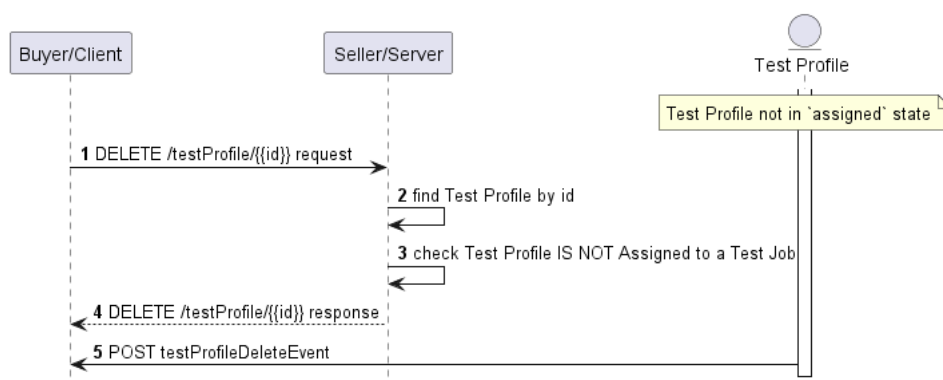 Buyer/Client
Seller/Server
Test Profile
Test Profile not in `assigned` state
1 DELETE /testProfile/{{id}} request
2 find Test Profile by id
3 check Test Profile IS NOT Assigned to a Test Job
4 DELETE /testProfile/{{id}} response
5 POST testProfileDeleteEvent